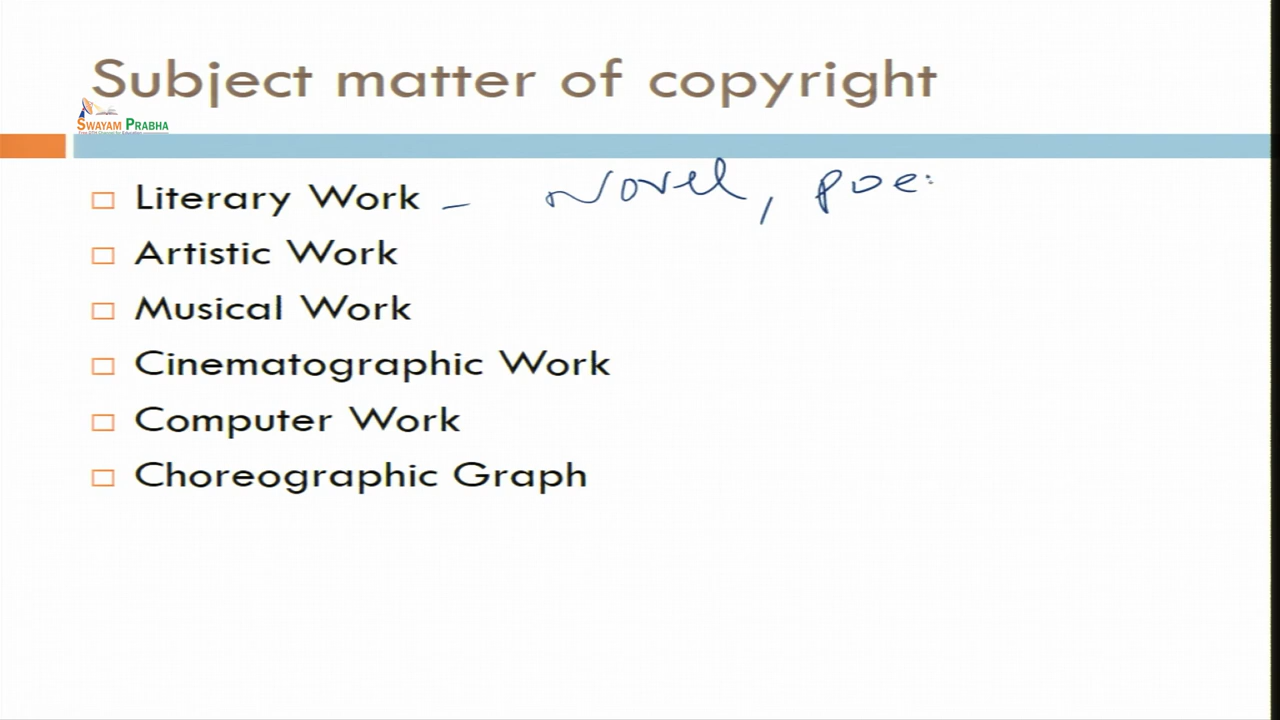 Subject matter of copyright
SWAYAM PRABHA
Literary Work – Novel, poe
Artistic Work
Musical Work
Cinematographic Work
Computer Work
Choreographic Graph